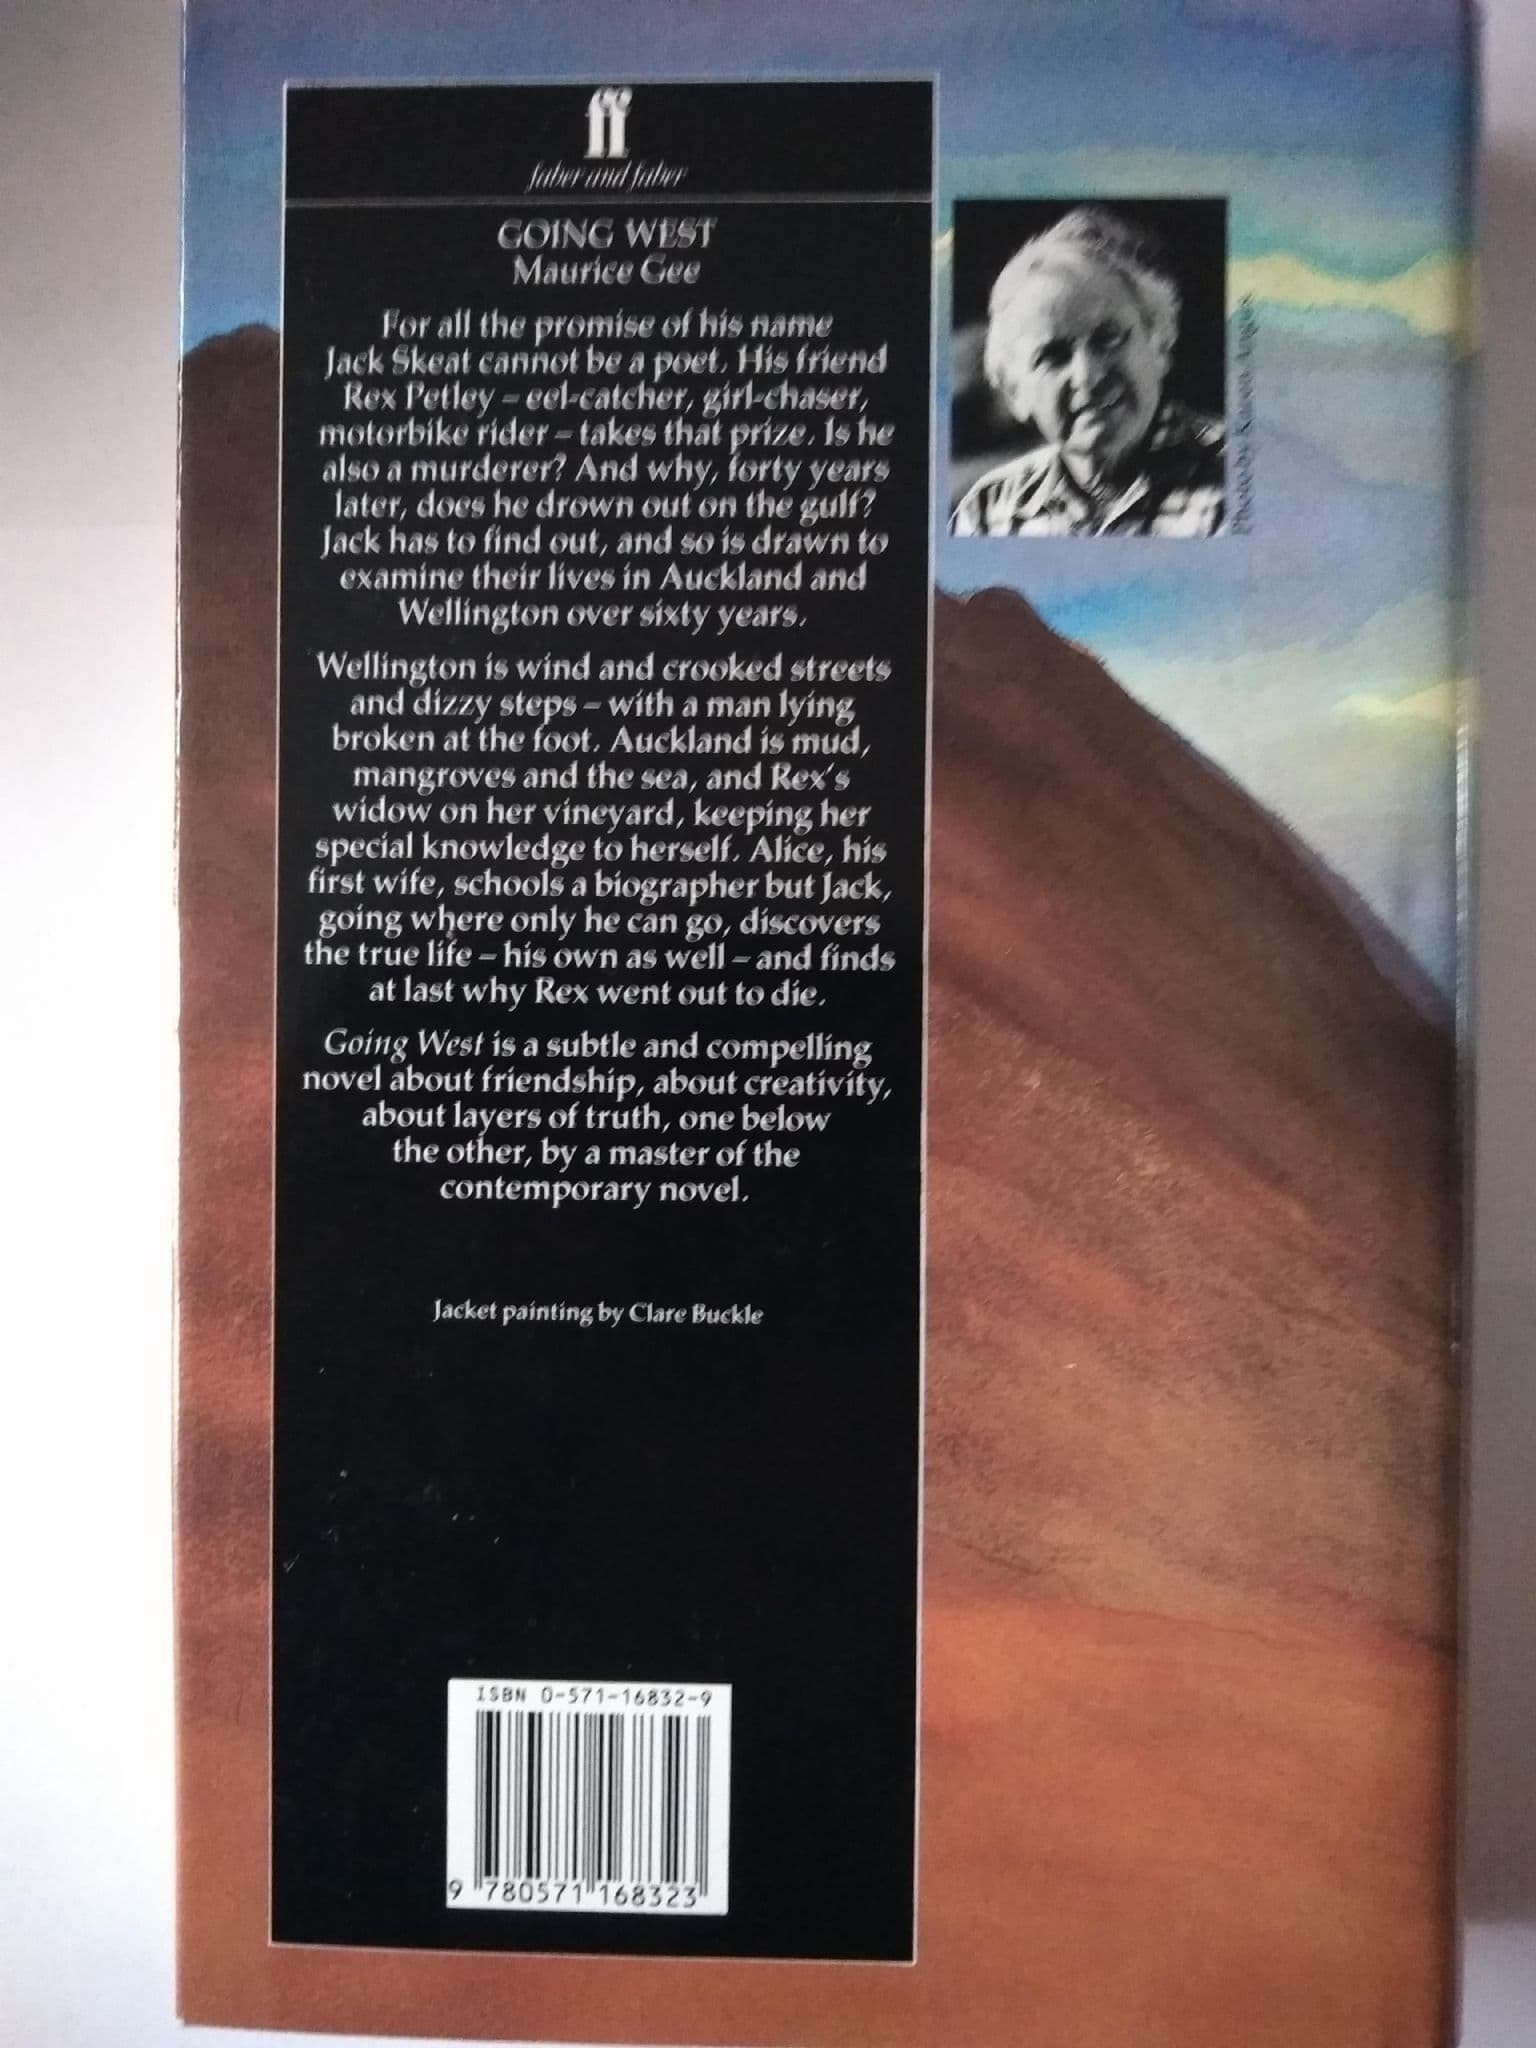 ff
faber and faber
GOING WEST
Maurice Gee
For all the promise of his name
Jack Skeat cannot be a poet. His friend
Rex Petley – eel-catcher, girl-chaser,
motorbike rider – takes that prize. Is he
also a murderer? And why, forty years
later, does he drown out on the gulf?
Jack has to find out, and so is drawn to
examine their lives in Auckland and
Wellington over sixty years.
Wellington is wind and crooked streets
and dizzy steps – with a man lying
broken at the foot. Auckland is mud,
mangroves and the sea, and Rex's
widow on her vineyard, keeping her
special knowledge to herself. Alice, his
first wife, schools a biographer but Jack,
going where only he can go, discovers
the true life – his own as well – and finds
at last why Rex went out to die.
Going West is a subtle and compelling
novel about friendship, about creativity,
about layers of truth, one below
the other, by a master of the
contemporary novel.
Jacket painting by Clare Buckle
ISBN 0-571-16832-9
9 780571 168323
Photo by